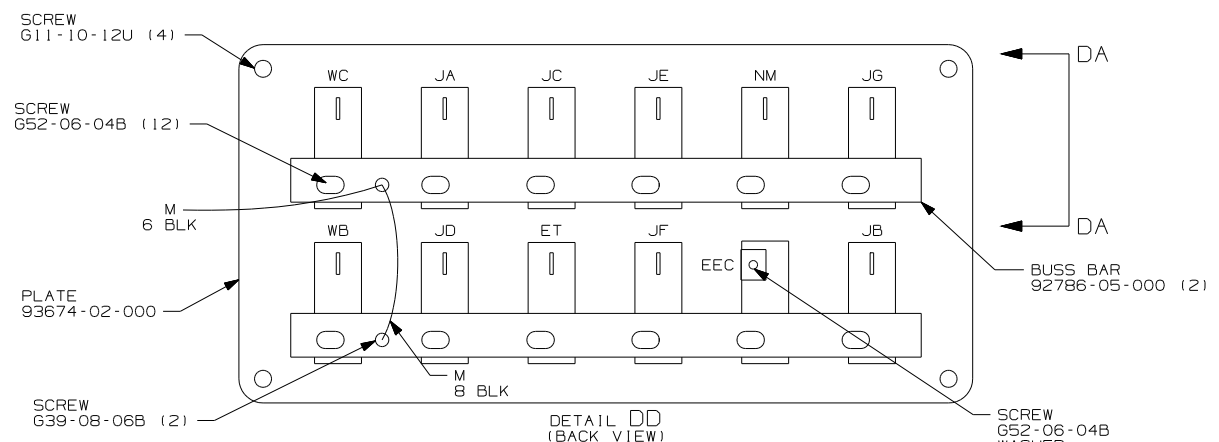 SCREW
G11-10-12U (4)
DA
WC JA JC JE NM JG
SCREW
G52-06-04B (12)
M
6 BLK
DA
WB JD ET JF JB
EEC
BUSS BAR
92786-05-000 (2)
PLATE
93674-02-000
M
8 BLK
SCREW
G39-08-06B (2)
DETAIL DD
(BACK VIEW)
SCREW
G52-06-04B
WASHER